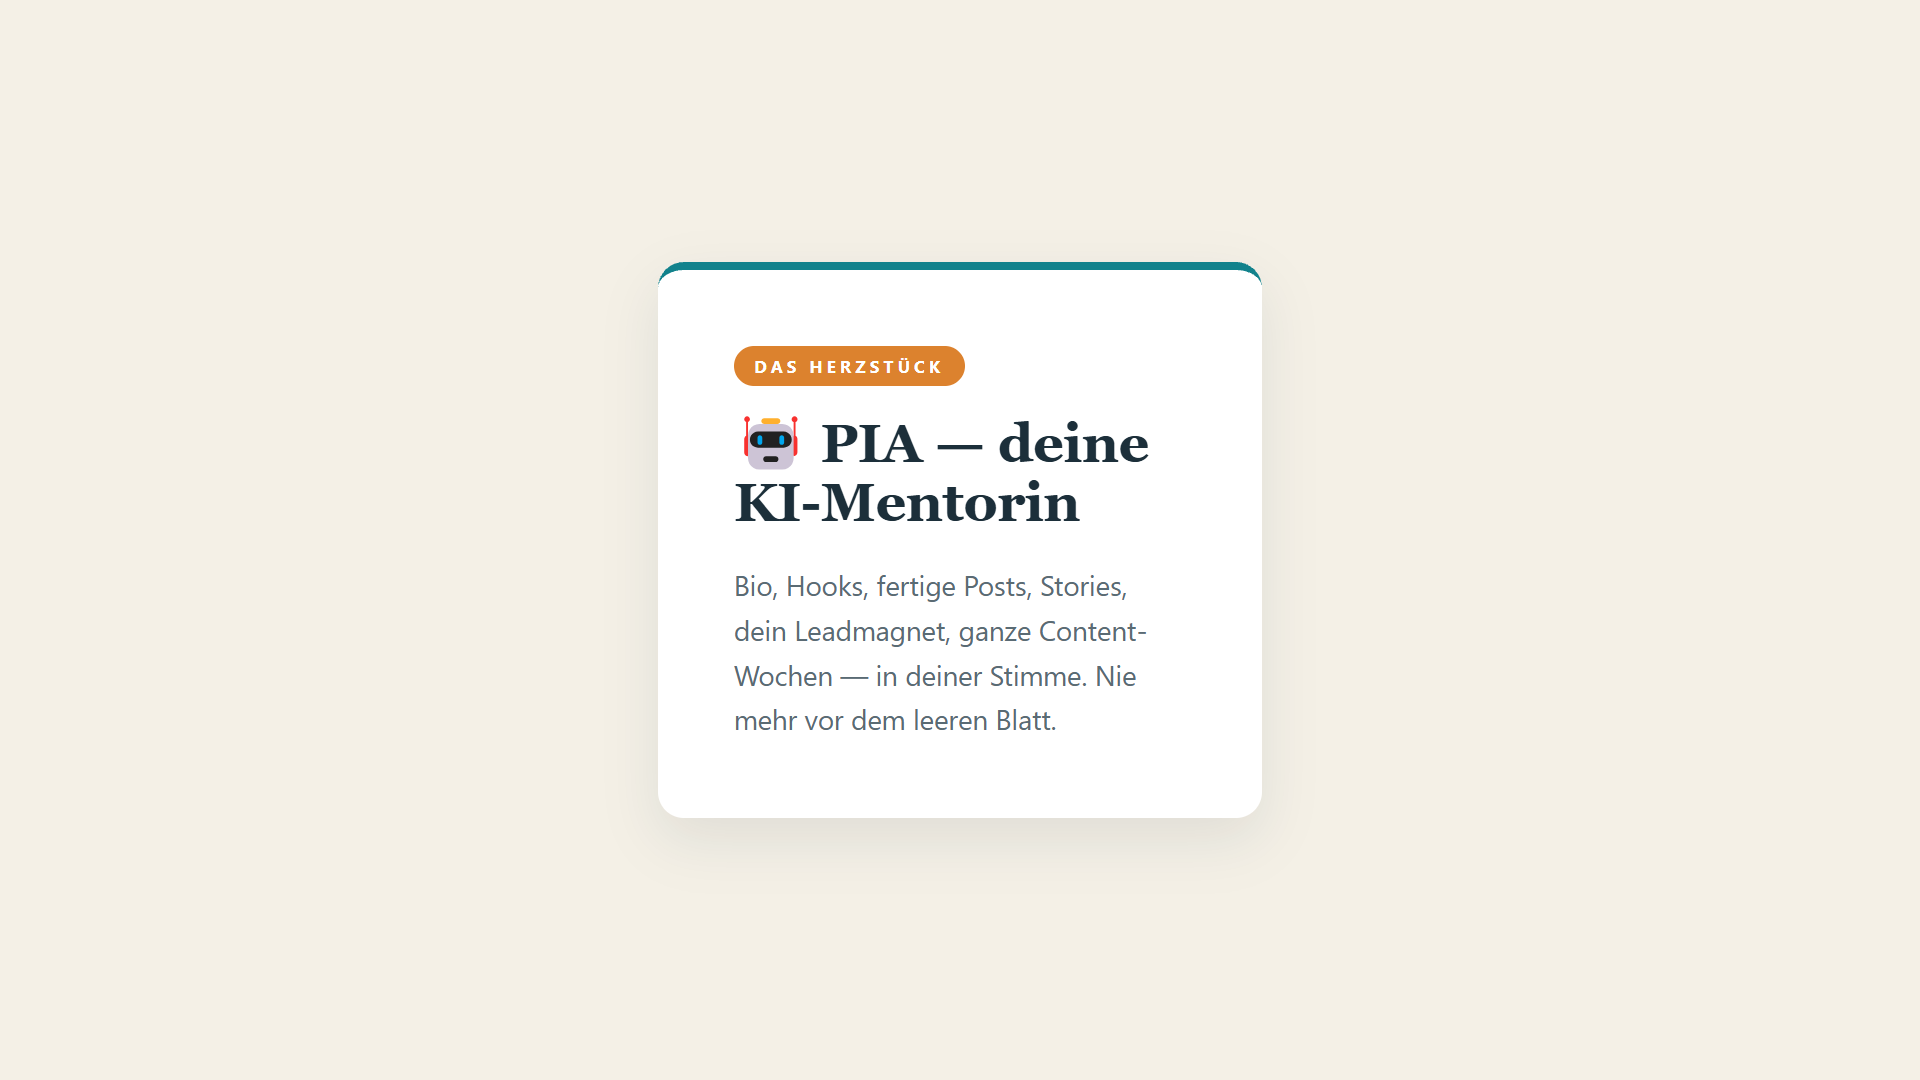 DAS HERZSTÜCK
🤖 PIA — deine
KI-Mentorin
Bio, Hooks, fertige Posts, Stories,
dein Leadmagnet, ganze Content-
Wochen — in deiner Stimme. Nie
mehr vor dem leeren Blatt.